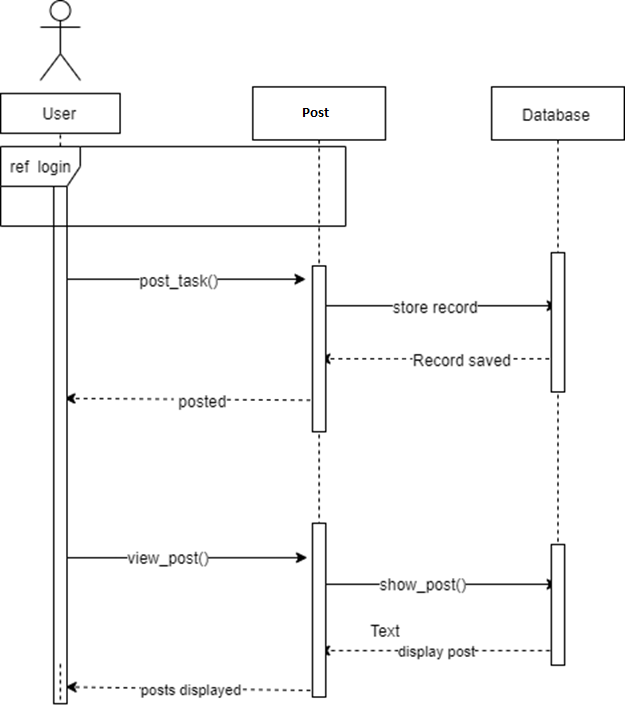 User
Post
Database
ref login
post_task()
store record
Record saved
posted
view_post()
show_post()
Text
display post
posts displayed